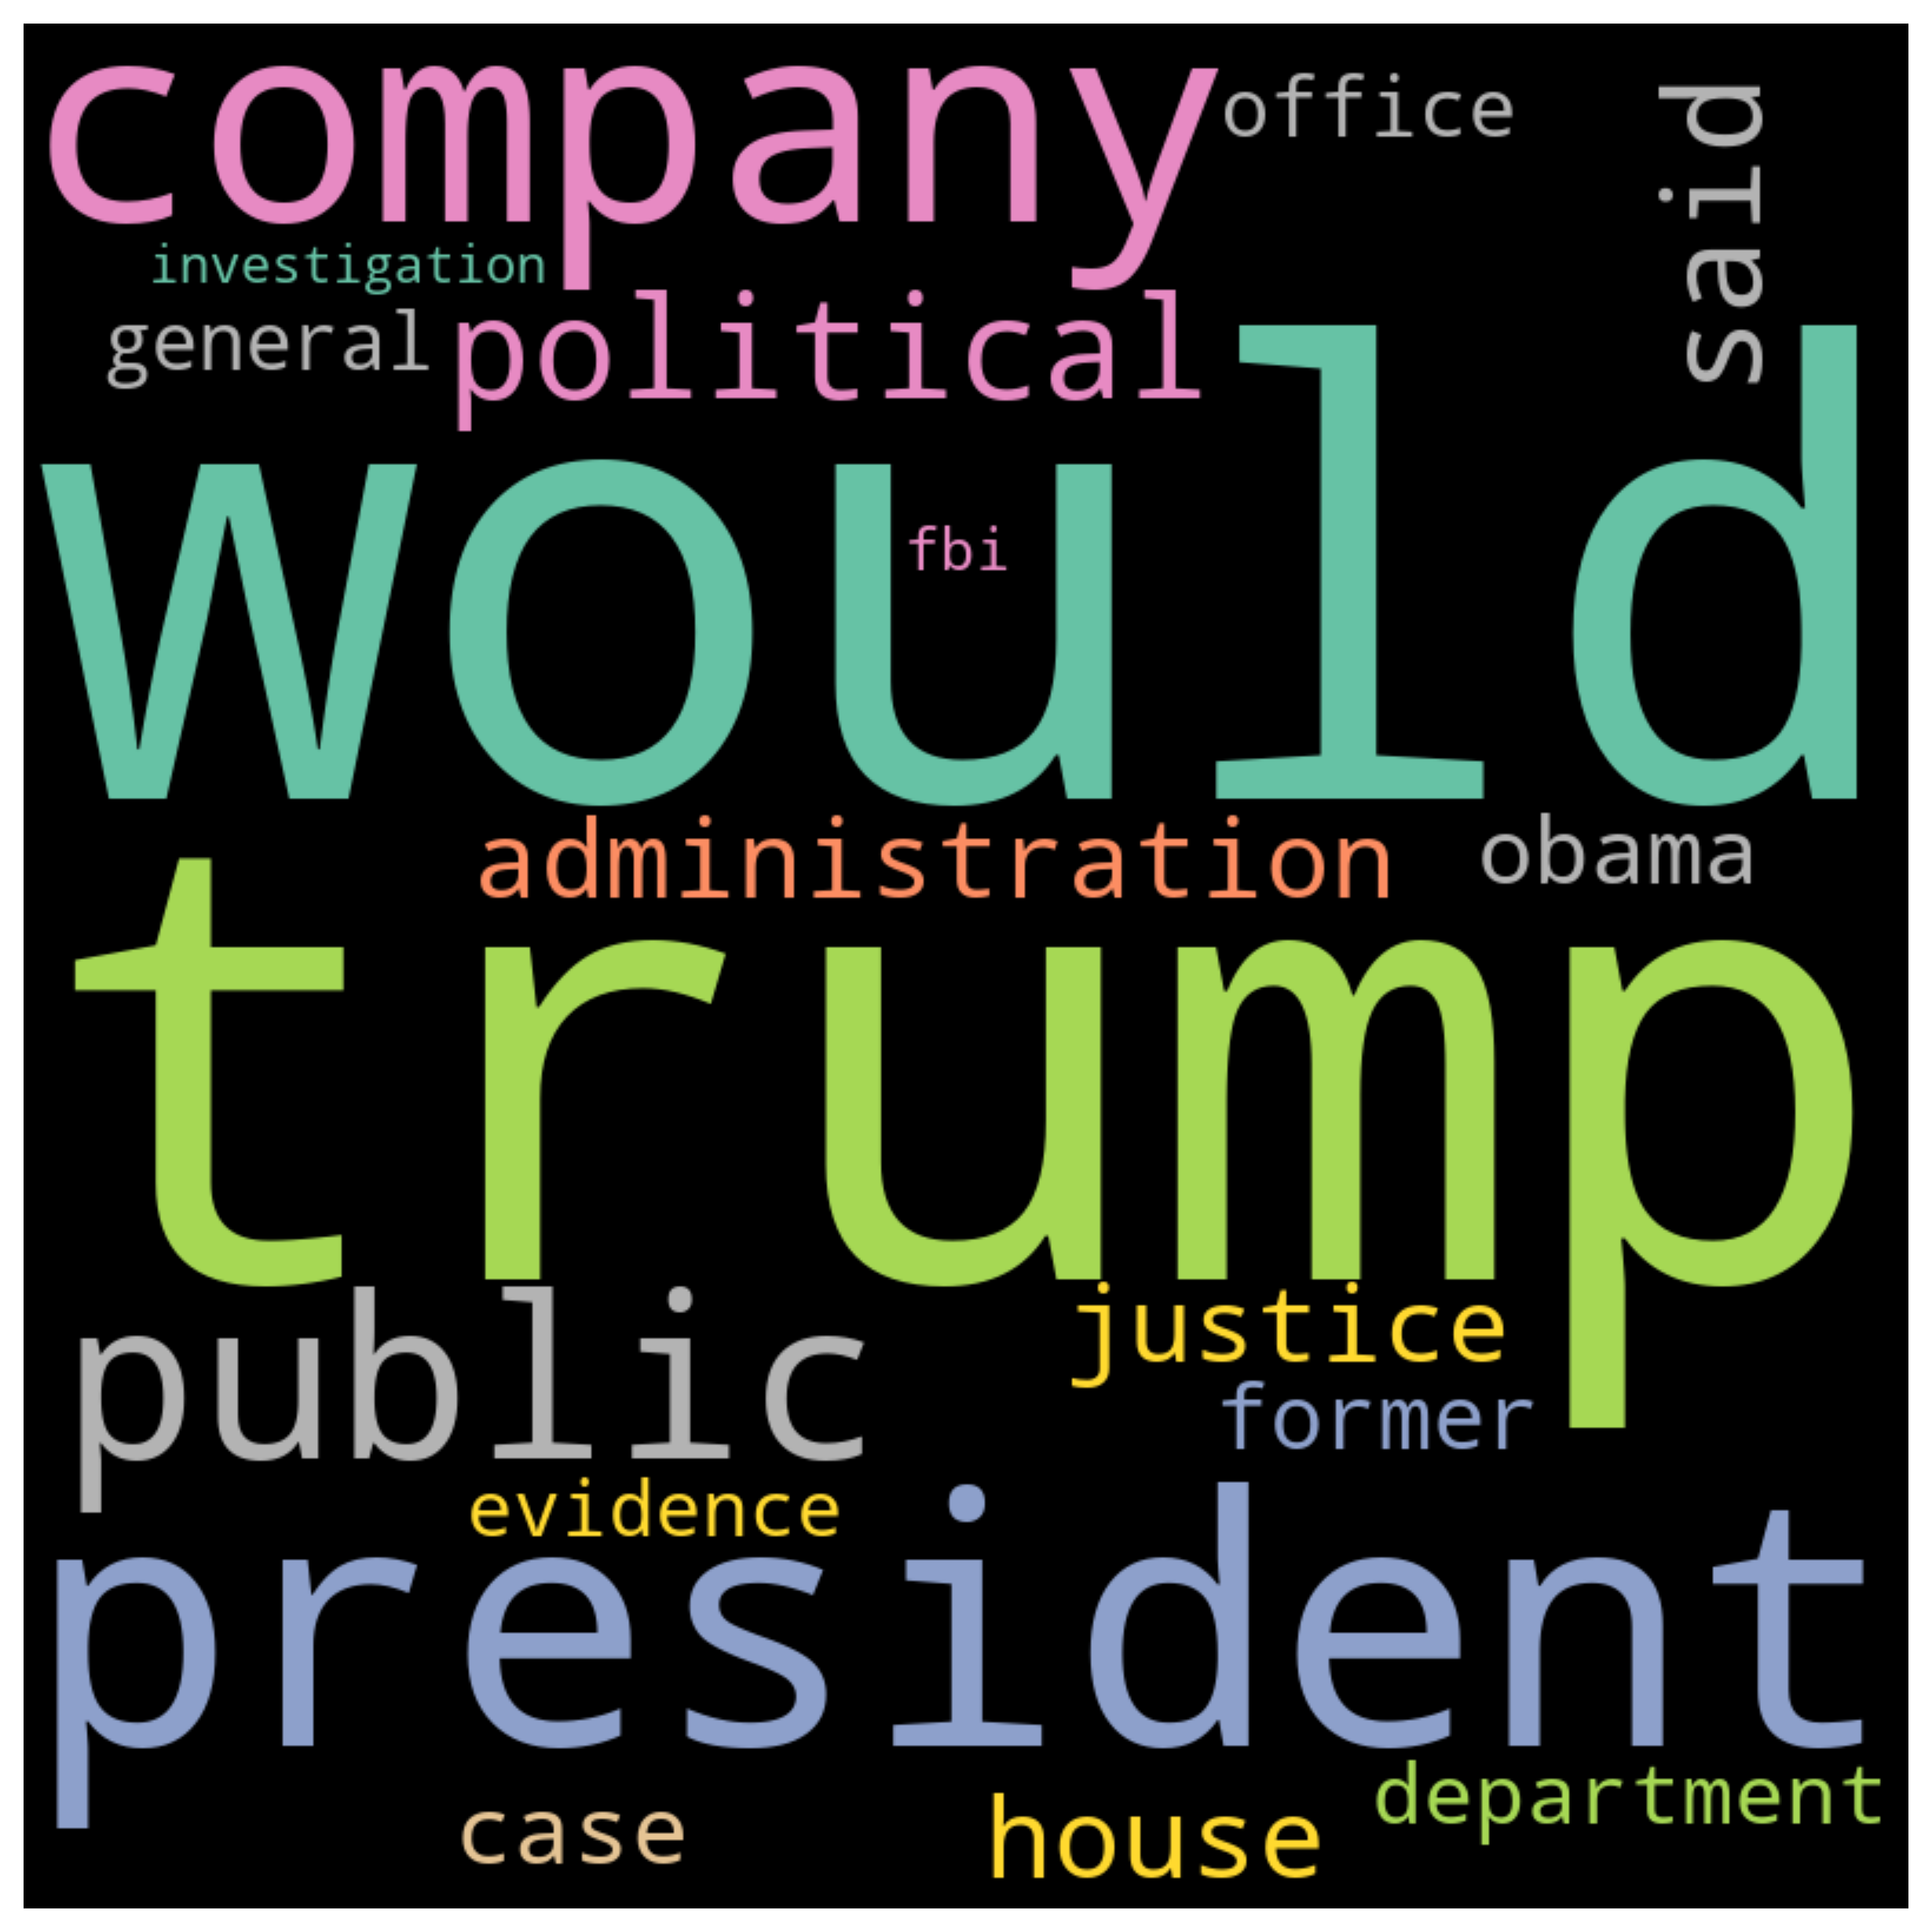 company
office
said
investigation
general
political
would
fbi
administration
obama
trump
public
justice
former
evidence
president
department
case
house